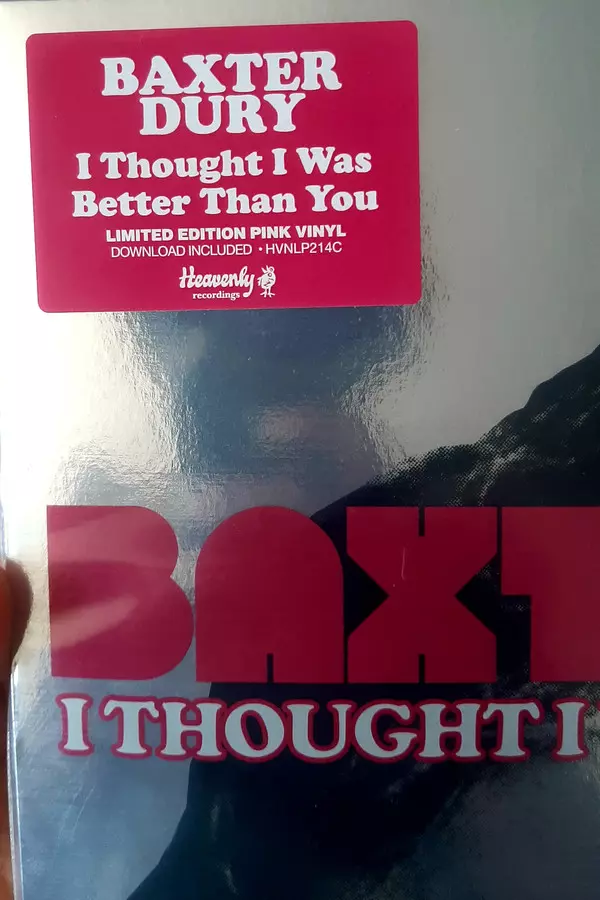 BAXTER
DURY
I Thought I Was
Better Than You
LIMITED EDITION PINK VINYL
DOWNLOAD INCLUDED • HVNLP214C
Heavenly
recordings
BAXT
I THOUGHT I